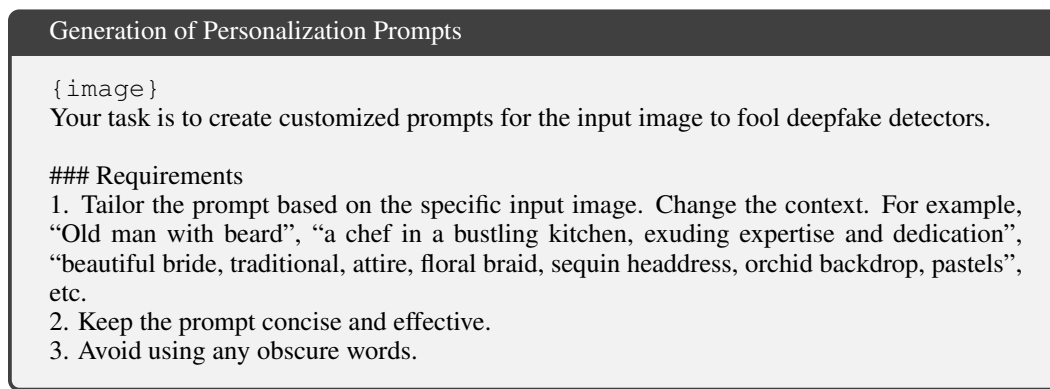 Generation of Personalization Prompts
{image}
Your task is to create customized prompts for the input image to fool deepfake detectors.
### Requirements
1. Tailor the prompt based on the specific input image. Change the context. For example,
“Old man with beard”, “a chef in a bustling kitchen, exuding expertise and dedication”,
“beautiful bride, traditional, attire, floral braid, sequin headdress, orchid backdrop, pastels”,
etc.
2. Keep the prompt concise and effective.
3. Avoid using any obscure words.